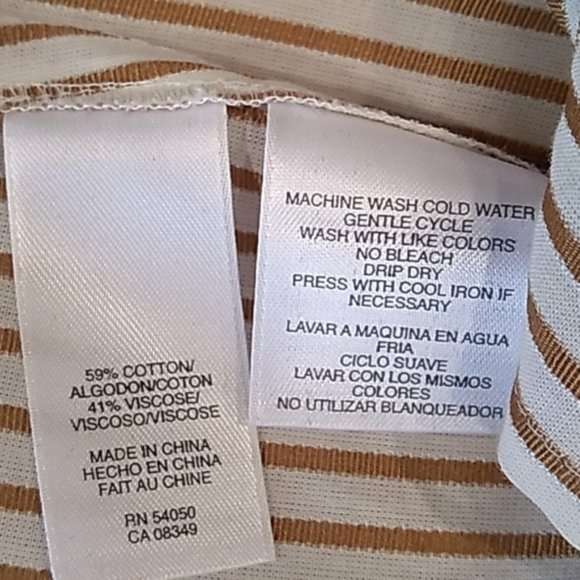 59% COTTON/
ALGODON/COTON
41% VISCOSE/
VISCOSO/VISCOSE
MADE IN CHINA
HECHO EN CHINA
FAIT AU CHINE
RN 54050
CA 08349
MACHINE WASH COLD WATER
GENTLE CYCLE
WASH WITH LIKE COLORS
NO BLEACH
DRIP DRY
PRESS WITH COOL IRON IF
NECESSARY
LAVAR A MAQUINA EN AGUA
FRIA
CICLO SUAVE
LAVAR CON LOS MISMOS
COLORES
NO UTILIZAR BLANQUEADOR